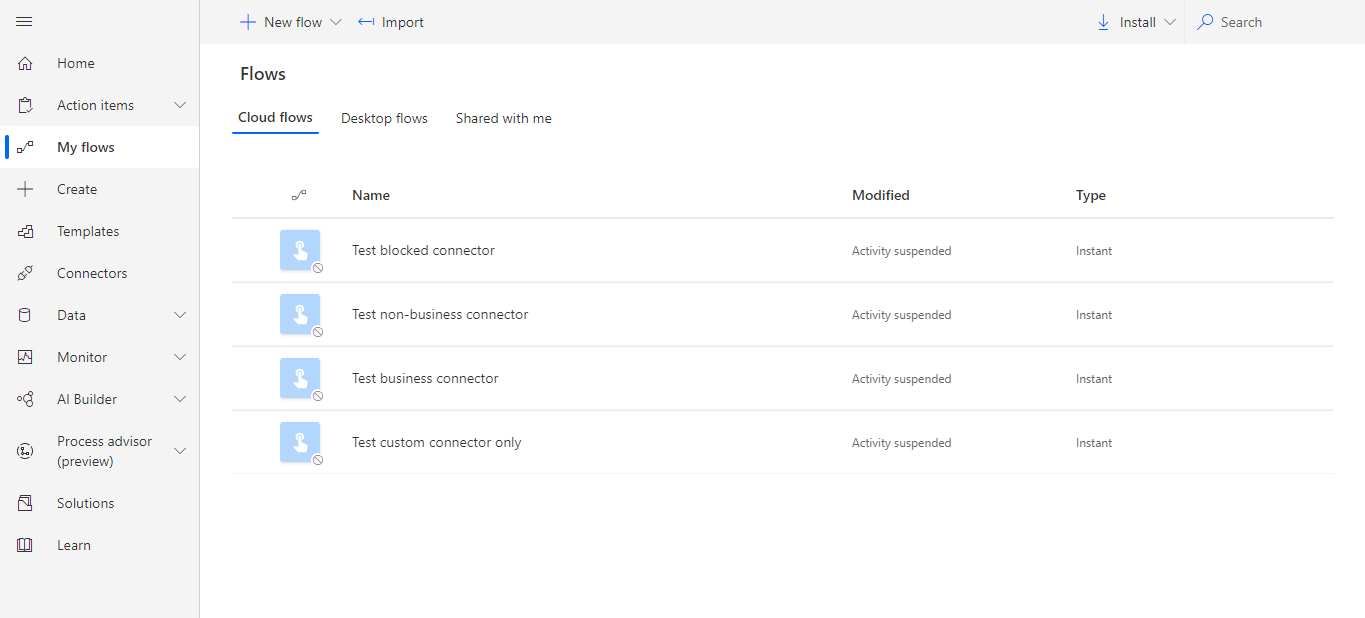 New flow
Import
Install
Search
Home
Action items
My flows
Create
Templates
Connectors
Data
Monitor
AI Builder
Process advisor
(preview)
Solutions
Learn
Flows
Cloud flows
Desktop flows
Shared with me
Name Modified Type
Test blocked connector Activity suspended Instant
Test non-business connector Activity suspended Instant
Test business connector Activity suspended Instant
Test custom connector only Activity suspended Instant